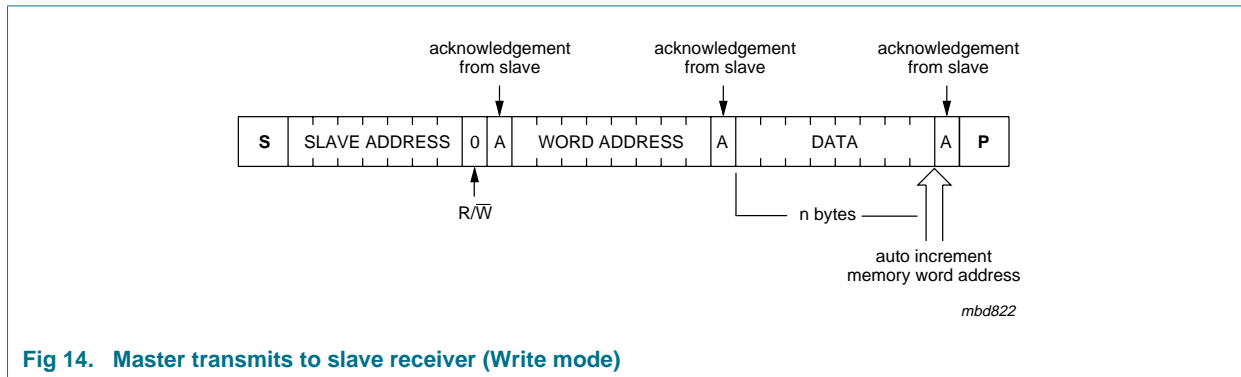 acknowledgement
from slave
acknowledgement
from slave
acknowledgement
from slave
S SLAVE ADDRESS 0 A WORD ADDRESS A DATA A P
R/W̅
n bytes
auto increment
memory word address
mbd822
Fig 14. Master transmits to slave receiver (Write mode)